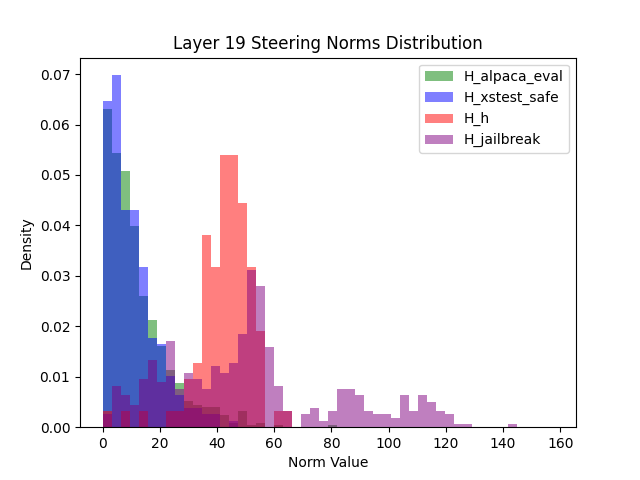 Layer 19 Steering Norms Distribution
H_alpaca_eval
H_xstest_safe
H_h
H_jailbreak
Density
0.07
0.06
0.05
0.04
0.03
0.02
0.01
0.00
0 20 40 60 80 100 120 140 160
Norm Value